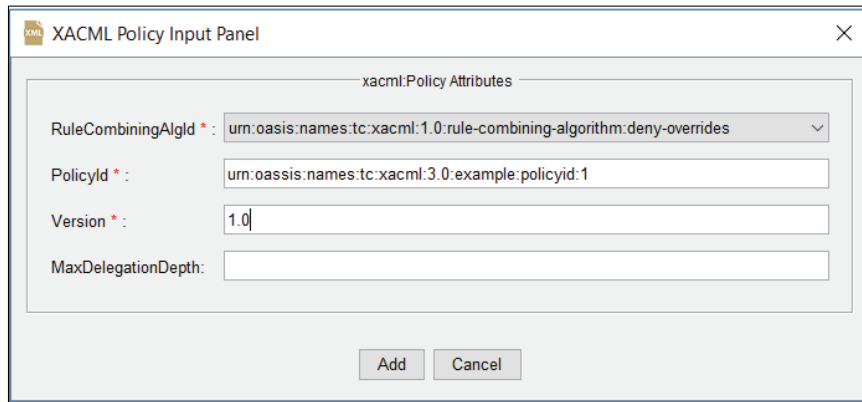 XML XACML Policy Input Panel
xacml:Policy Attributes
RuleCombiningAlgId * : urn:oasis:names:tc:xacml:1.0:rule-combining-algorithm:deny-overrides
PolicyId * : urn:oassis:names:tc:xacml:3.0:example:policyid:1
Version * : 1.0
MaxDelegationDepth:
Add Cancel